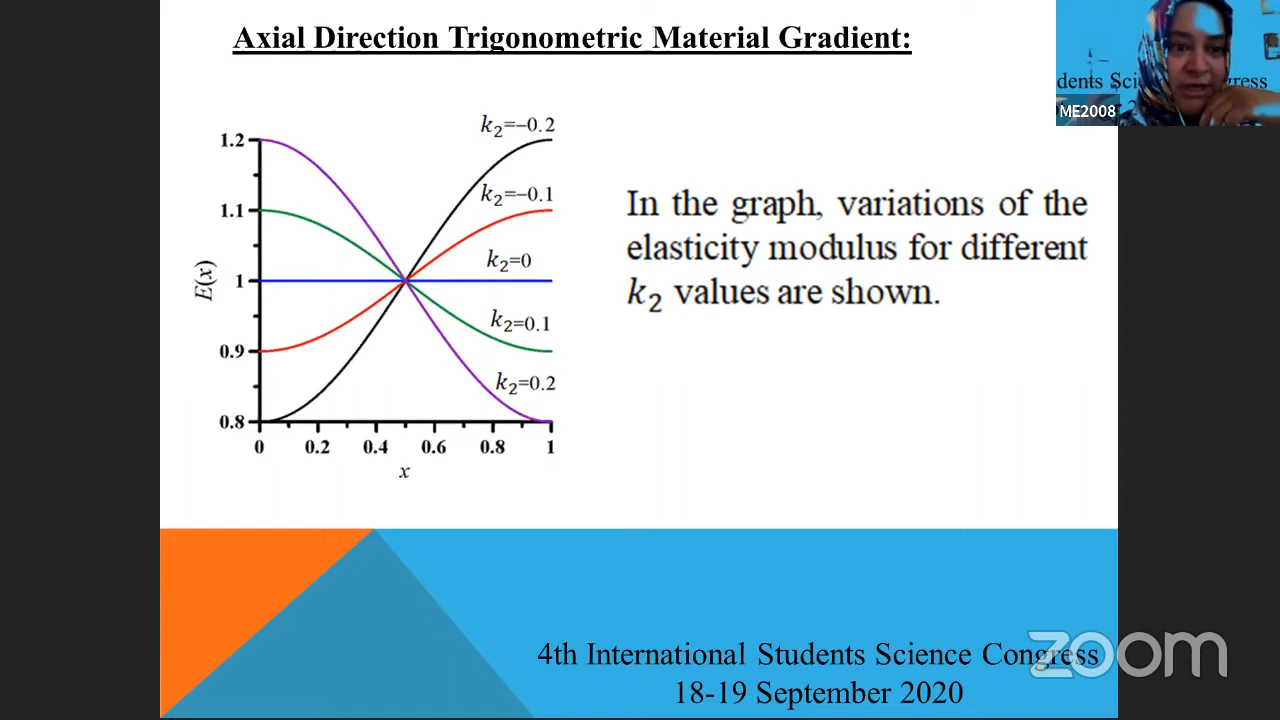 Axial Direction Trigonometric Material Gradient:
dents Sci
gress
ME2008
k₂=−0.2
1.2
k₂=−0.1
1.1
k₂=0
E(x)
1
k₂=0.1
0.9
k₂=0.2
0.8
0 0.2 0.4 0.6 0.8 1
x
In the graph, variations of the
elasticity modulus for different
k₂ values are shown.
4th International Students Science Congress
18-19 September 2020
zoom